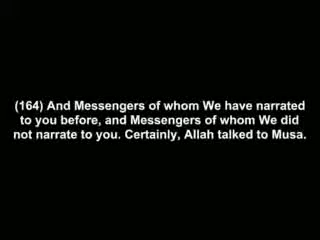 (164) And Messengers of whom We have narrated
to you before, and Messengers of whom We did
not narrate to you. Certainly, Allah talked to Musa.